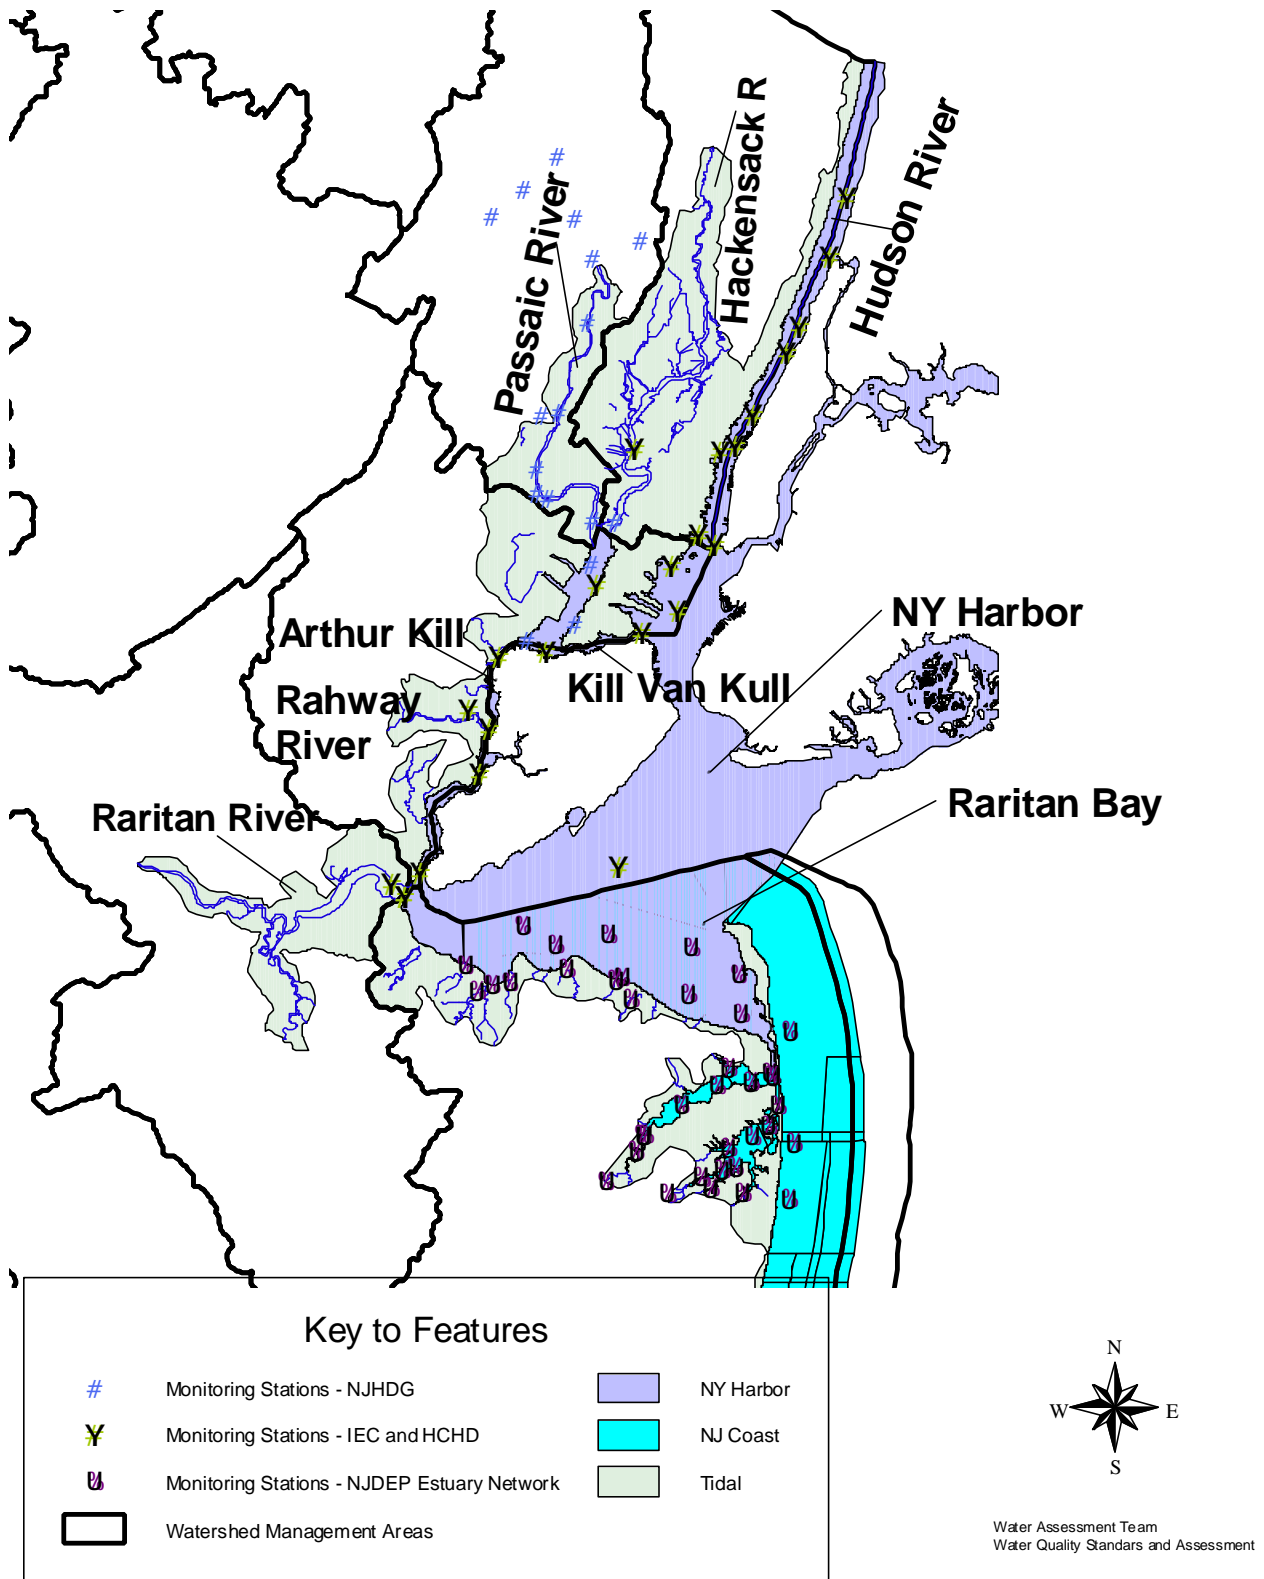 Hackensack R
Hudson River
Passaic River
NY Harbor
Arthur Kill
Kill Van Kull
Rahway
River
Raritan Bay
Raritan River
Key to Features
# Monitoring Stations - NJHDG
NY Harbor
Monitoring Stations - IEC and HCHD
NJ Coast
Monitoring Stations - NJDEP Estuary Network
Tidal
Watershed Management Areas
N
W E
S
Water Assessment Team
Water Quality Standars and Assessment